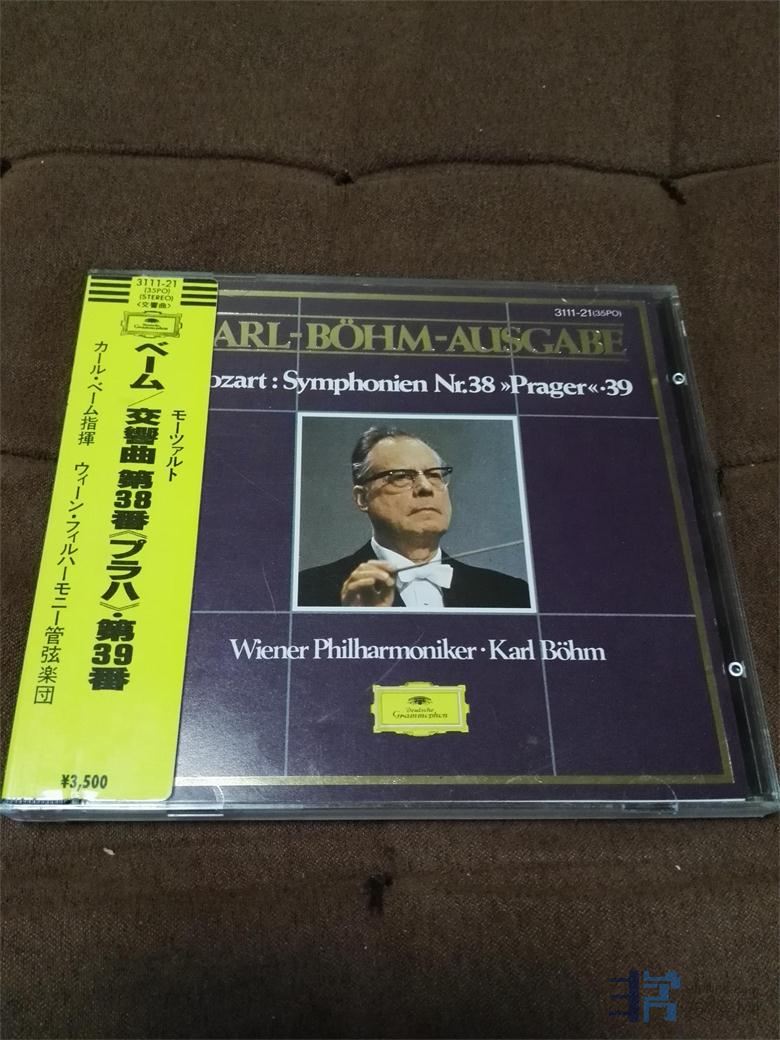 3111-21
(35PO)
(STEREO)
<交響曲>
Deutsche
Grammophon
モーツァルト
ベーム/交響曲 第38番《プラハ》・第39番
カール・ベーム指揮 ウィーン・フィルハーモニー管弦楽団
¥3,500
3111-21(35PO)
ARL-BÖHM-AUSGABE
ozart: Symphonien Nr.38 »Prager«·39
Wiener Philharmoniker · Karl Böhm
Deutsche
Grammophon